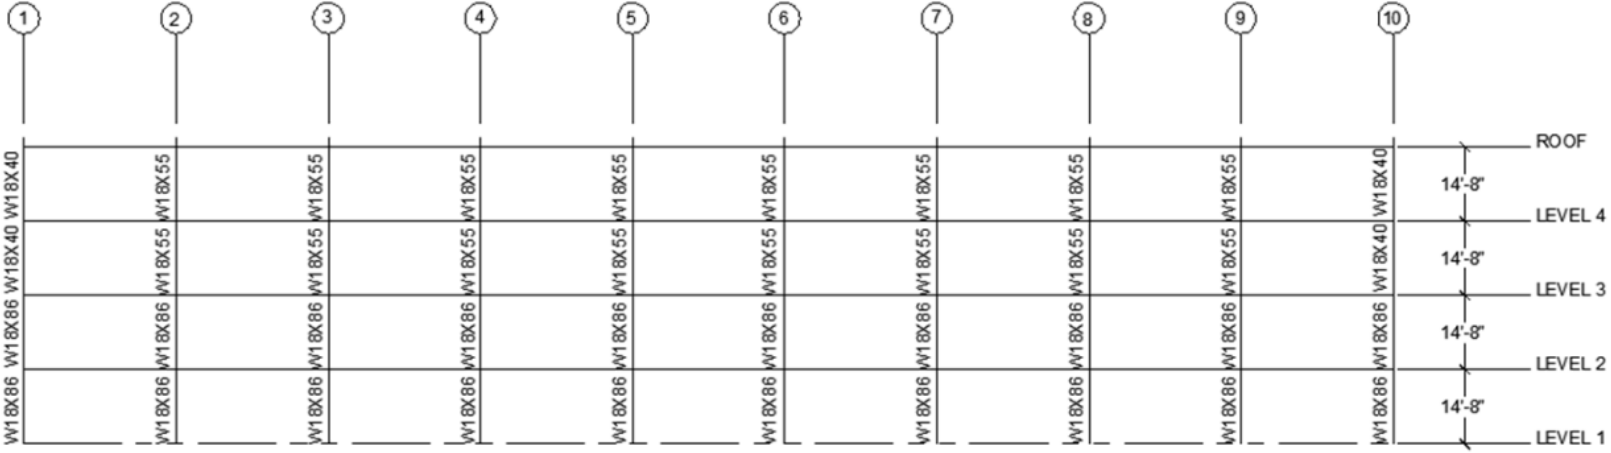 1 2 3 4 5 6 7 8 9 10
ROOF
W18X40 W18X55 W18X55 W18X55 W18X55 W18X55 W18X55 W18X55 W18X55 W18X40 14'-8"
LEVEL 4
W18X40 W18X55 W18X55 W18X55 W18X55 W18X55 W18X55 W18X55 W18X55 W18X40 14'-8"
LEVEL 3
W18X86 W18X86 W18X86 W18X86 W18X86 W18X86 W18X86 W18X86 W18X86 W18X86 14'-8"
LEVEL 2
W18X86 W18X86 W18X86 W18X86 W18X86 W18X86 W18X86 W18X86 W18X86 W18X86 14'-8"
LEVEL 1